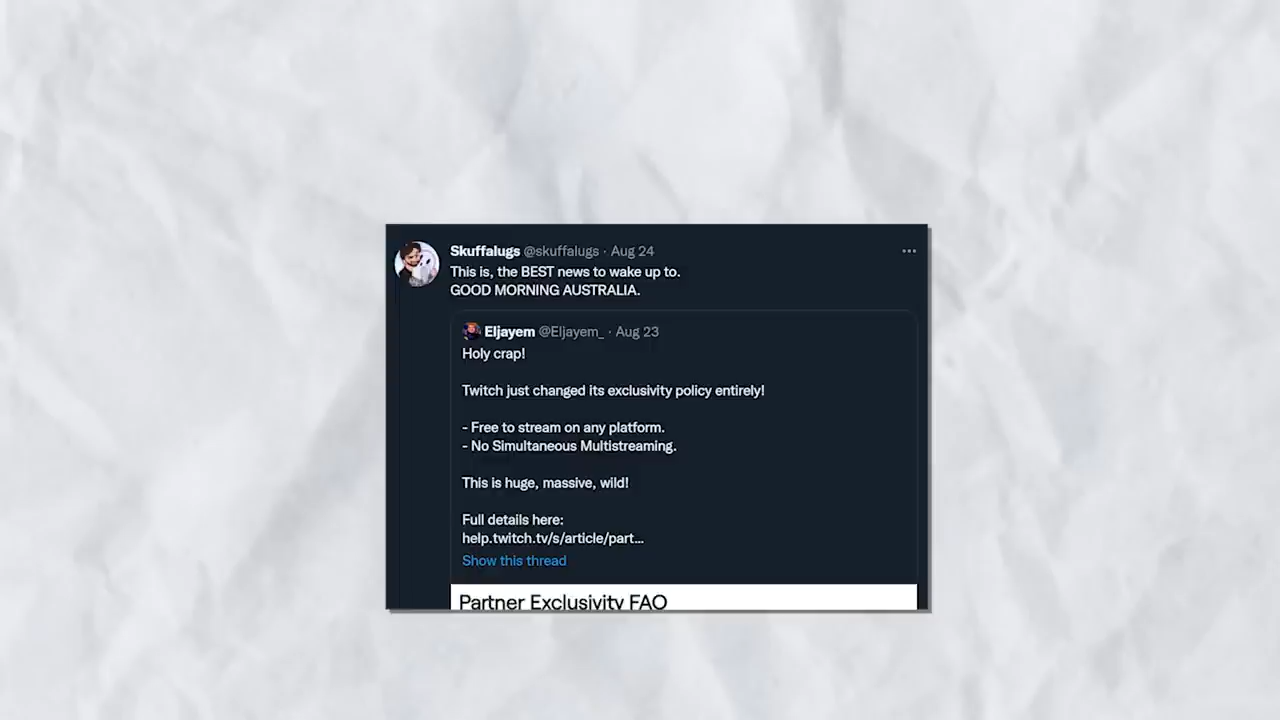 Skuffalugs @skuffalugs · Aug 24
This is, the BEST news to wake up to.
GOOD MORNING AUSTRALIA.
Eljayem @Eljayem_ · Aug 23
Holy crap!
Twitch just changed its exclusivity policy entirely!
- Free to stream on any platform.
- No Simultaneous Multistreaming.
This is huge, massive, wild!
Full details here:
help.twitch.tv/s/article/part...
Show this thread
Partner Exclusivity FAQ